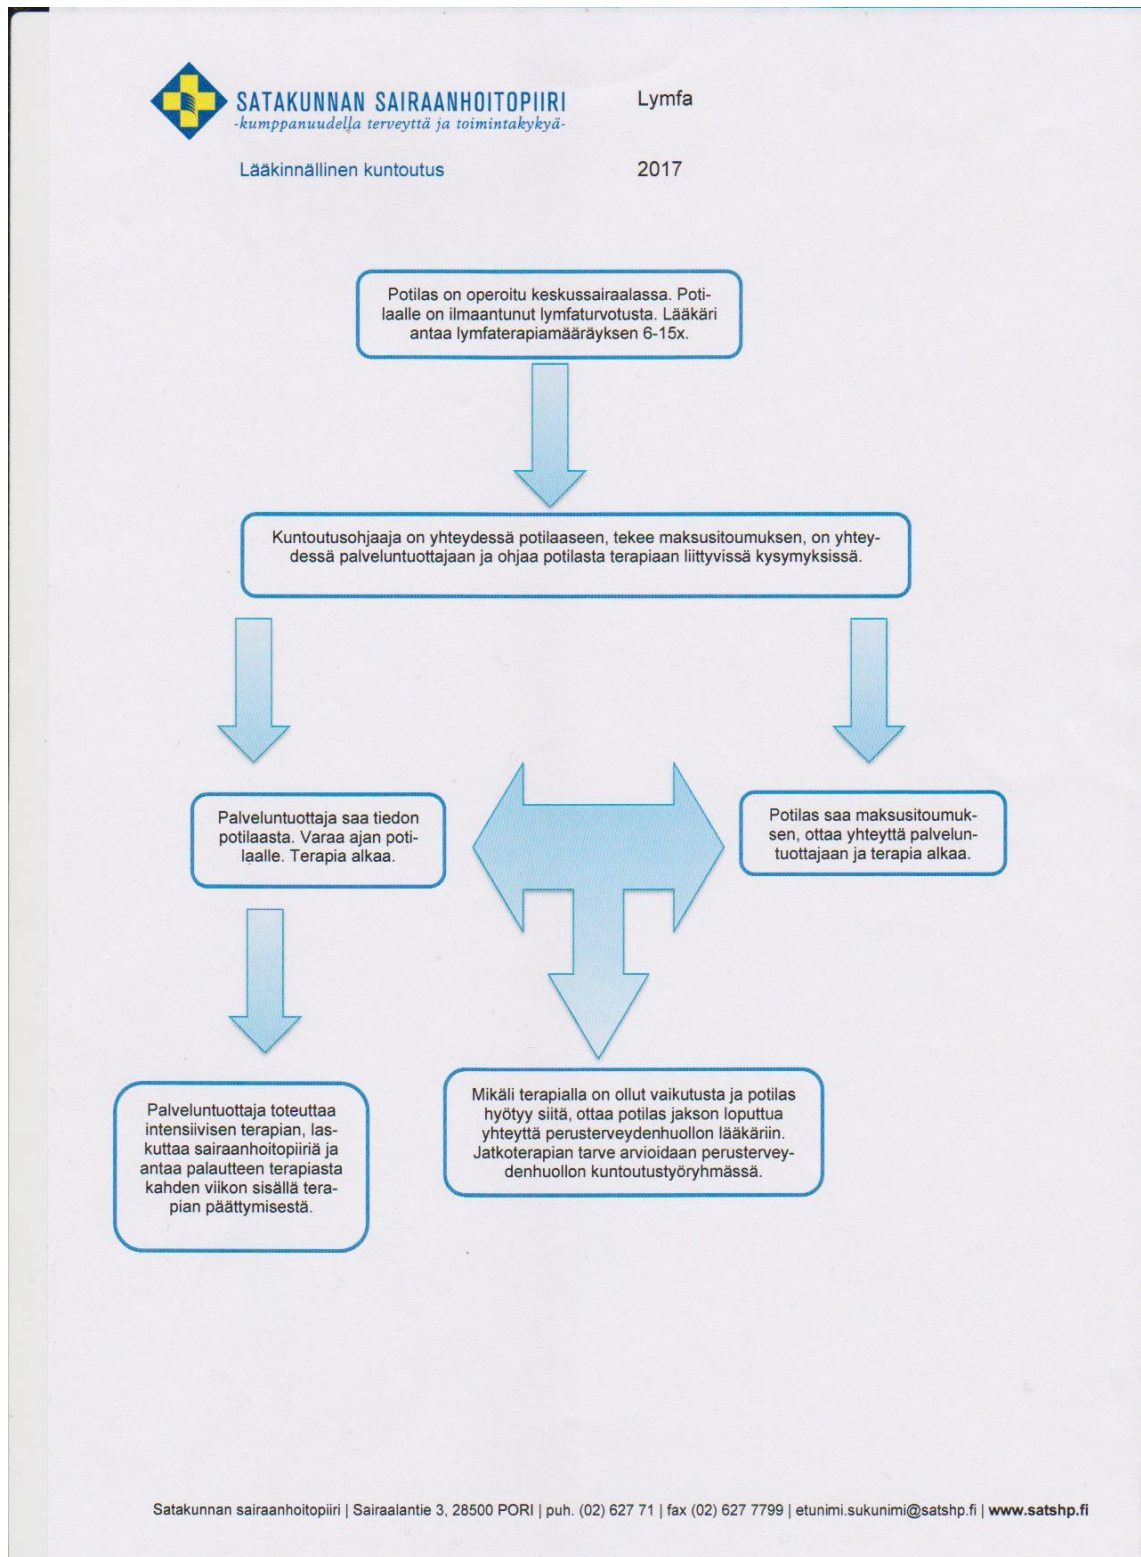 SATAKUNNAN SAIRAANHOITOPIIRI
-kumppanuudella terveyttä ja toimintakykyä-
Lymfa
Lääkinnällinen kuntoutus
2017
Potilas on operoitu keskussairaalassa. Poti-
laalle on ilmaantunut lymfaturvotusta. Lääkäri
antaa lymfaterapiamääräyksen 6-15x.
Kuntoutusohjaaja on yhteydessä potilaaseen, tekee maksusitoumuksen, on yhtey-
dessä palveluntuottajaan ja ohjaa potilasta terapiaan liittyvissä kysymyksissä.
Palveluntuottaja saa tiedon
potilaasta. Varaa ajan poti-
laalle. Terapia alkaa.
Potilas saa maksusitoumuk-
sen, ottaa yhteyttä palvelun-
tuottajaan ja terapia alkaa.
Palveluntuottaja toteuttaa
intensiivisen terapian, las-
kuttaa sairaanhoitopiiriä ja
antaa palautteen terapiasta
kahden viikon sisällä tera-
pian päättymisestä.
Mikäli terapialla on ollut vaikutusta ja potilas
hyötyy siitä, ottaa potilas jakson loputtua
yhteyttä perusterveydenhuollon lääkäriin.
Jatkoterapian tarve arvioidaan perustervey-
denhuollon kuntoutustyöryhmässä.
Satakunnan sairaanhoitopiiri | Sairaalantie 3, 28500 PORI | puh. (02) 627 71 | fax (02) 627 7799 | etunimi.sukunimi@satshp.fi | www.satshp.fi